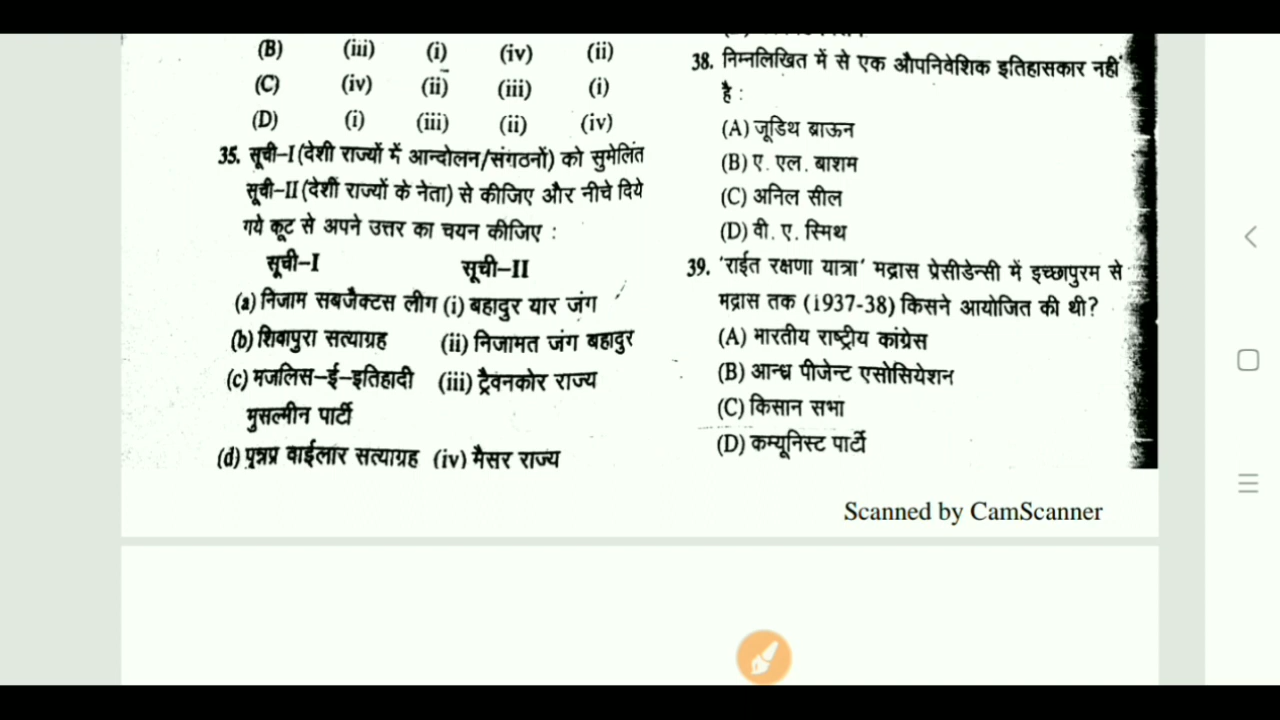 (B) (iii) (i) (iv) (ii)
(C) (iv) (ii) (iii) (i)
(D) (i) (iii) (ii) (iv)
35. सूची-I (देशी राज्यों में आन्दोलन/संगठनों) को सुमेलित
सूची-II (देशी राज्यों के नेता) से कीजिए और नीचे दिये
गये कूट से अपने उत्तर का चयन कीजिए :
सूची-I सूची-II
(a) निजाम सबजैक्टस लीग (i) बहादुर यार जंग
(b) शिवापुरा सत्याग्रह (ii) निजामत जंग बहादुर
(c) मजलिस-ई-इतिहादी (iii) ट्रैवनकोर राज्य
मुसल्मीन पार्टी
(d) पुन्नप्र वाईलार सत्याग्रह (iv) मैसर राज्य
38. निम्नलिखित में से एक औपनिवेशिक इतिहासकार नहीं
है :
(A) जूडिथ ब्राऊन
(B) ए. एल. बाशम
(C) अनिल सील
(D) वी. ए. स्मिथ
39. 'राईत रक्षणा यात्रा' मद्रास प्रेसीडेन्सी में इच्छापुरम से
मद्रास तक (1937-38) किसने आयोजित की थी?
(A) भारतीय राष्ट्रीय कांग्रेस
(B) आन्ध्र पीजेन्ट एसोसियेशन
(C) किसान सभा
(D) कम्यूनिस्ट पार्टी
Scanned by CamScanner